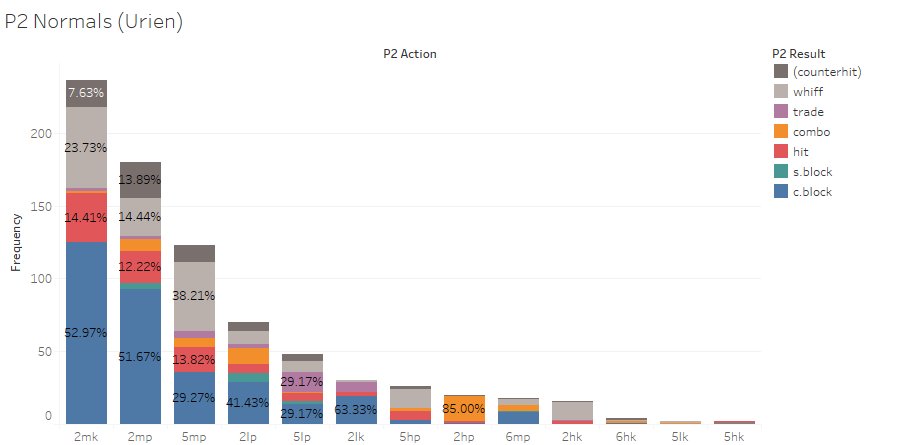 P2 Normals (Urien)
P2 Action
P2 Result
(counterhit)
whiff
trade
combo
hit
s.block
c.block
Frequency
200
150
100
50
0
7.63%
23.73%
14.41%
52.97%
13.89%
14.44%
12.22%
51.67%
38.21%
13.82%
29.27%
41.43%
29.17%
29.17%
63.33%
85.00%
2mk 2mp 5mp 2lp 5lp 2lk 5hp 2hp 6mp 2hk 6hk 5lk 5hk